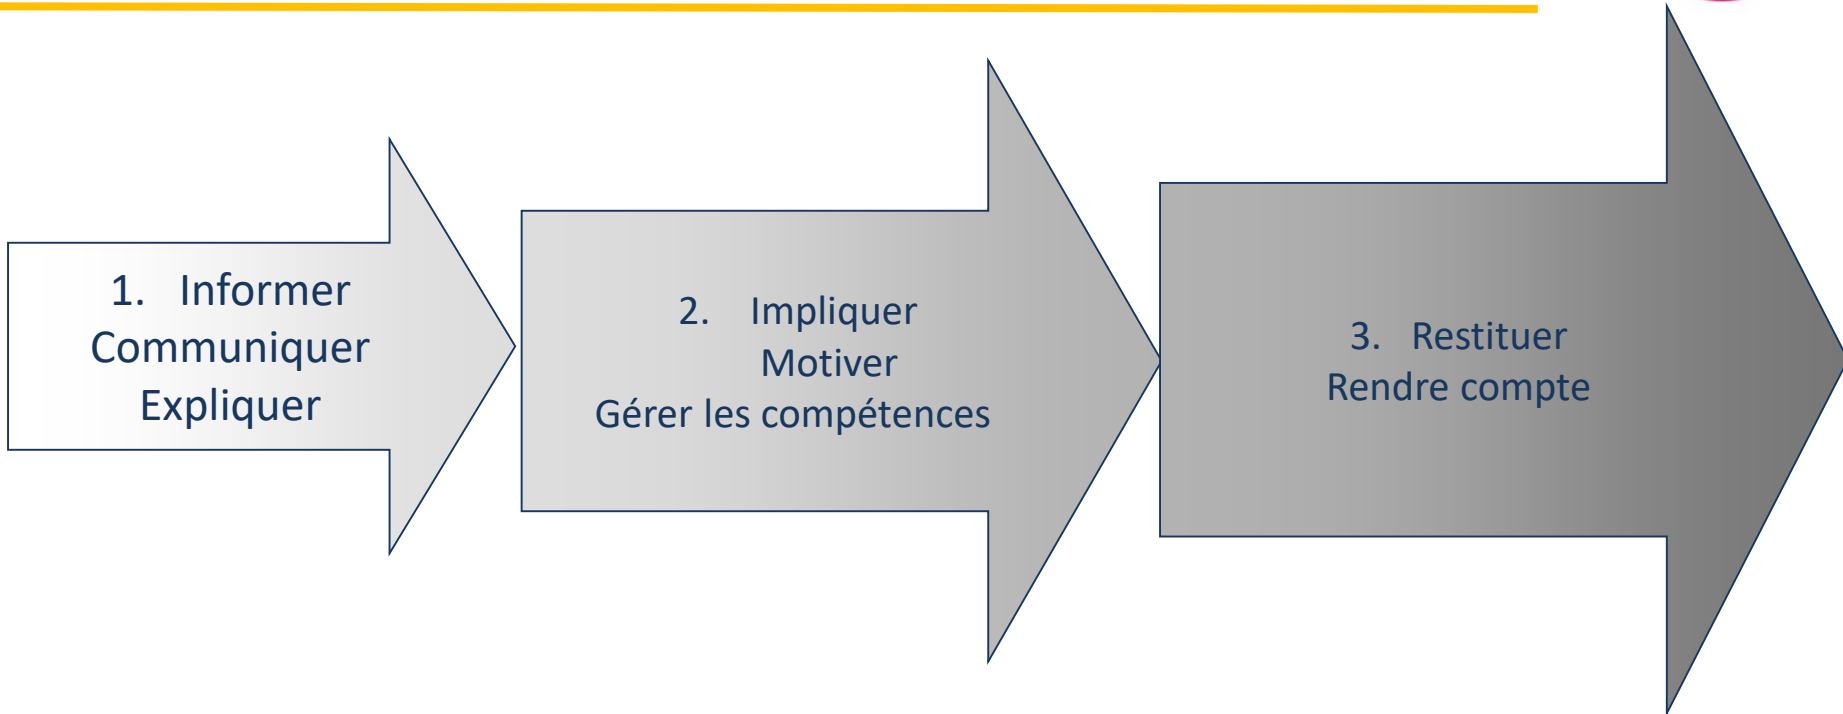 1. Informer
Communiquer
Expliquer
2. Impliquer
Motiver
Gérer les compétences
3. Restituer
Rendre compte